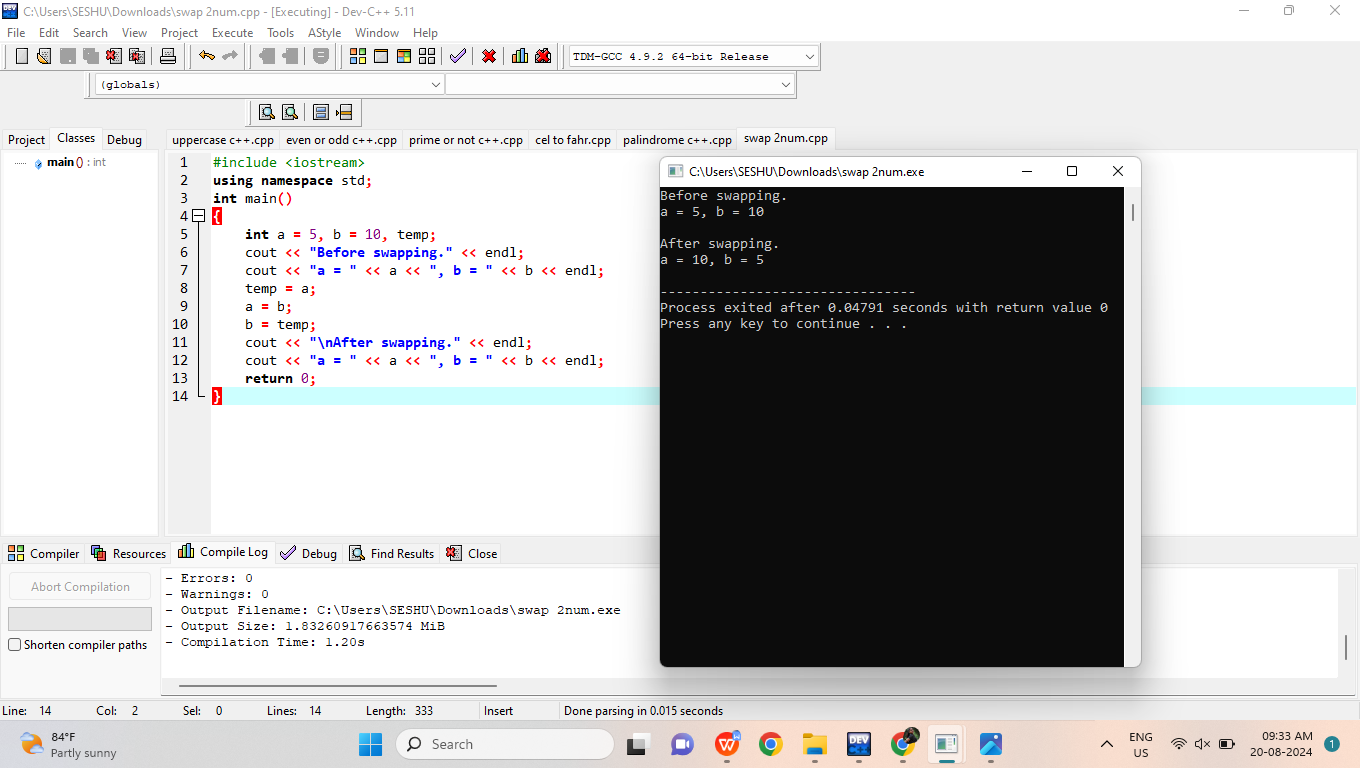 C:\Users\SESHU\Downloads\swap 2num.cpp - [Executing] - Dev-C++ 5.11
File Edit Search View Project Execute Tools AStyle Window Help
TDM-GCC 4.9.2 64-bit Release
(globals)
Project Classes Debug
uppercase c++.cpp even or odd c++.cpp prime or not c++.cpp cel to fahr.cpp palindrome c++.cpp swap 2num.cpp
main () : int
1 #include <iostream>
2 using namespace std;
3 int main()
4 {
5 int a = 5, b = 10, temp;
6 cout << "Before swapping." << endl;
7 cout << "a = " << a << ", b = " << b << endl;
8 temp = a;
9 a = b;
10 b = temp;
11 cout << "\nAfter swapping." << endl;
12 cout << "a = " << a << ", b = " << b << endl;
13 return 0;
14 }
C:\Users\SESHU\Downloads\swap 2num.exe
Before swapping.
a = 5, b = 10
After swapping.
a = 10, b = 5
--------------------------------
Process exited after 0.04791 seconds with return value 0
Press any key to continue . . .
Compiler Resources Compile Log Debug Find Results Close
Abort Compilation
Shorten compiler paths
- Errors: 0
- Warnings: 0
- Output Filename: C:\Users\SESHU\Downloads\swap 2num.exe
- Output Size: 1.83260917663574 MiB
- Compilation Time: 1.20s
Line: 14 Col: 2 Sel: 0 Lines: 14 Length: 333 Insert Done parsing in 0.015 seconds
84°F
Partly sunny
Search
DEV
ENG
US
09:33 AM
20-08-2024
1